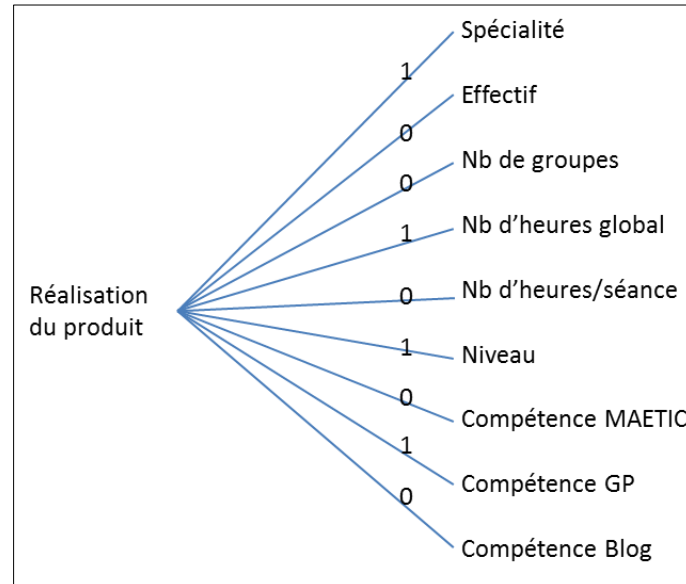 Spécialité
1
Effectif
0
Nb de groupes
0
Nb d’heures global
1
Réalisation
du produit
0
Nb d’heures/séance
1
Niveau
0
Compétence MAETIC
1
Compétence GP
0
Compétence Blog